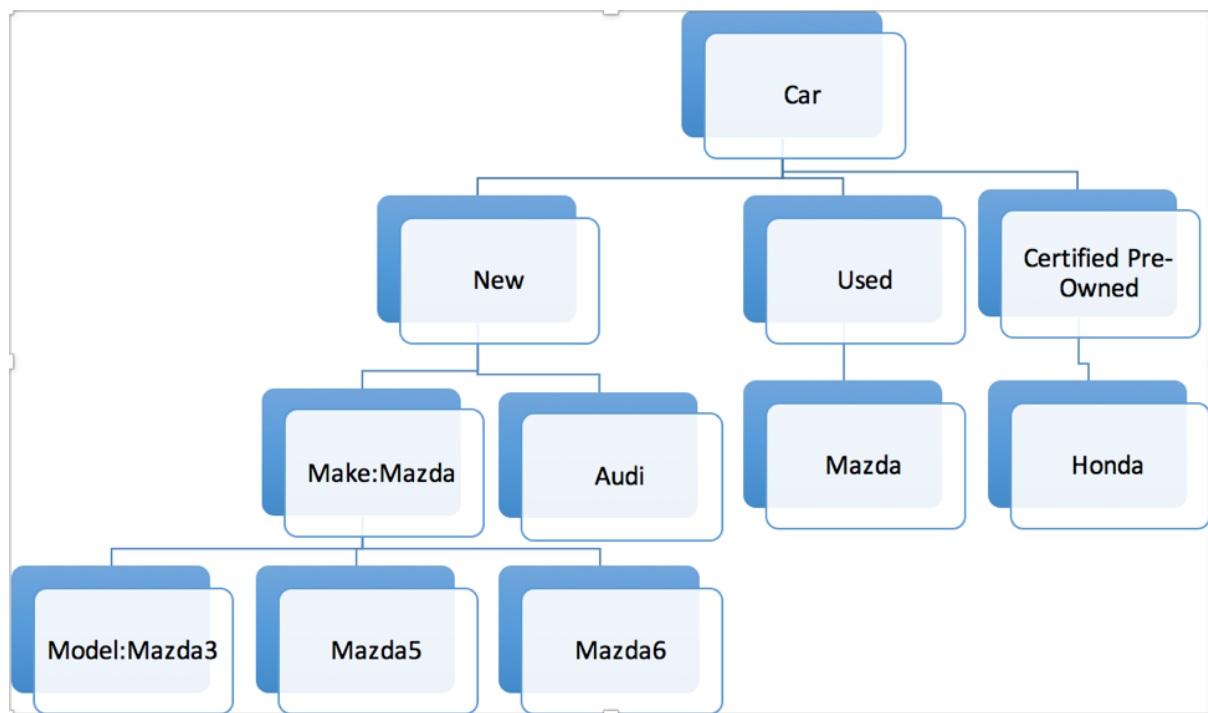 Car
New
Used
Certified Pre-
Owned
Make:Mazda
Audi
Mazda
Honda
Model:Mazda3
Mazda5
Mazda6